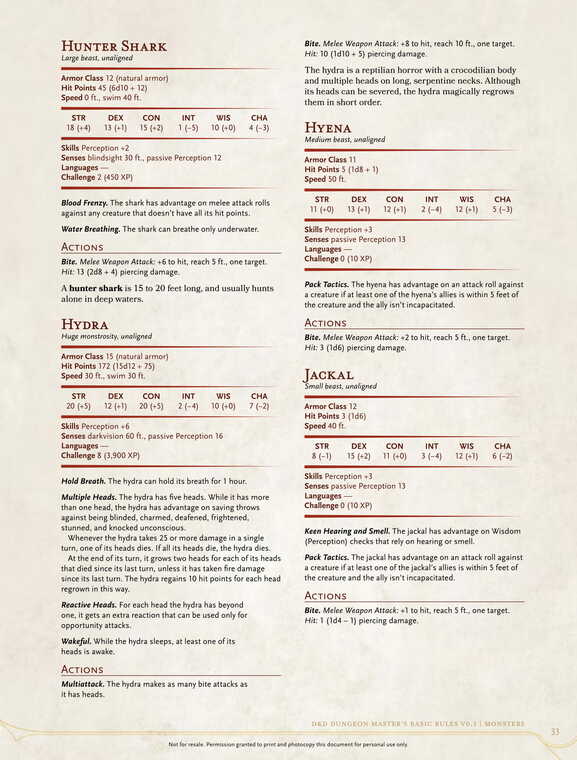 Hunter Shark
Large beast, unaligned
Armor Class 12 (natural armor)
Hit Points 45 (6d10 + 12)
Speed 0 ft., swim 40 ft.
STR DEX CON INT WIS CHA
18 (+4) 13 (+1) 15 (+2) 1 (−5) 10 (+0) 4 (−3)
Skills Perception +2
Senses blindsight 30 ft., passive Perception 12
Languages —
Challenge 2 (450 XP)
Blood Frenzy. The shark has advantage on melee attack rolls
against any creature that doesn't have all its hit points.
Water Breathing. The shark can breathe only underwater.
Actions
Bite. Melee Weapon Attack: +6 to hit, reach 5 ft., one target.
Hit: 13 (2d8 + 4) piercing damage.
A hunter shark is 15 to 20 feet long, and usually hunts
alone in deep waters.
Hydra
Huge monstrosity, unaligned
Armor Class 15 (natural armor)
Hit Points 172 (15d12 + 75)
Speed 30 ft., swim 30 ft.
STR DEX CON INT WIS CHA
20 (+5) 12 (+1) 20 (+5) 2 (−4) 10 (+0) 7 (−2)
Skills Perception +6
Senses darkvision 60 ft., passive Perception 16
Languages —
Challenge 8 (3,900 XP)
Hold Breath. The hydra can hold its breath for 1 hour.
Multiple Heads. The hydra has five heads. While it has more
than one head, the hydra has advantage on saving throws
against being blinded, charmed, deafened, frightened,
stunned, and knocked unconscious.
Whenever the hydra takes 25 or more damage in a single
turn, one of its heads dies. If all its heads die, the hydra dies.
At the end of its turn, it grows two heads for each of its heads
that died since its last turn, unless it has taken fire damage
since its last turn. The hydra regains 10 hit points for each head
regrown in this way.
Reactive Heads. For each head the hydra has beyond
one, it gets an extra reaction that can be used only for
opportunity attacks.
Wakeful. While the hydra sleeps, at least one of its
heads is awake.
Actions
Multiattack. The hydra makes as many bite attacks as
it has heads.
Bite. Melee Weapon Attack: +8 to hit, reach 10 ft., one target.
Hit: 10 (1d10 + 5) piercing damage.
The hydra is a reptilian horror with a crocodilian body
and multiple heads on long, serpentine necks. Although
its heads can be severed, the hydra magically regrows
them in short order.
Hyena
Medium beast, unaligned
Armor Class 11
Hit Points 5 (1d8 + 1)
Speed 50 ft.
STR DEX CON INT WIS CHA
11 (+0) 13 (+1) 12 (+1) 2 (−4) 12 (+1) 5 (−3)
Skills Perception +3
Senses passive Perception 13
Languages —
Challenge 0 (10 XP)
Pack Tactics. The hyena has advantage on an attack roll against
a creature if at least one of the hyena's allies is within 5 feet of
the creature and the ally isn't incapacitated.
Actions
Bite. Melee Weapon Attack: +2 to hit, reach 5 ft., one target.
Hit: 3 (1d6) piercing damage.
Jackal
Small beast, unaligned
Armor Class 12
Hit Points 3 (1d6)
Speed 40 ft.
STR DEX CON INT WIS CHA
8 (−1) 15 (+2) 11 (+0) 3 (−4) 12 (+1) 6 (−2)
Skills Perception +3
Senses passive Perception 13
Languages —
Challenge 0 (10 XP)
Keen Hearing and Smell. The jackal has advantage on Wisdom
(Perception) checks that rely on hearing or smell.
Pack Tactics. The jackal has advantage on an attack roll against
a creature if at least one of the jackal's allies is within 5 feet of
the creature and the ally isn't incapacitated.
Actions
Bite. Melee Weapon Attack: +1 to hit, reach 5 ft., one target.
Hit: 1 (1d4 − 1) piercing damage.
D&D Dungeon Master's Basic Rules v0.3 | Monsters
33
Not for resale. Permission granted to print and photocopy this document for personal use only.